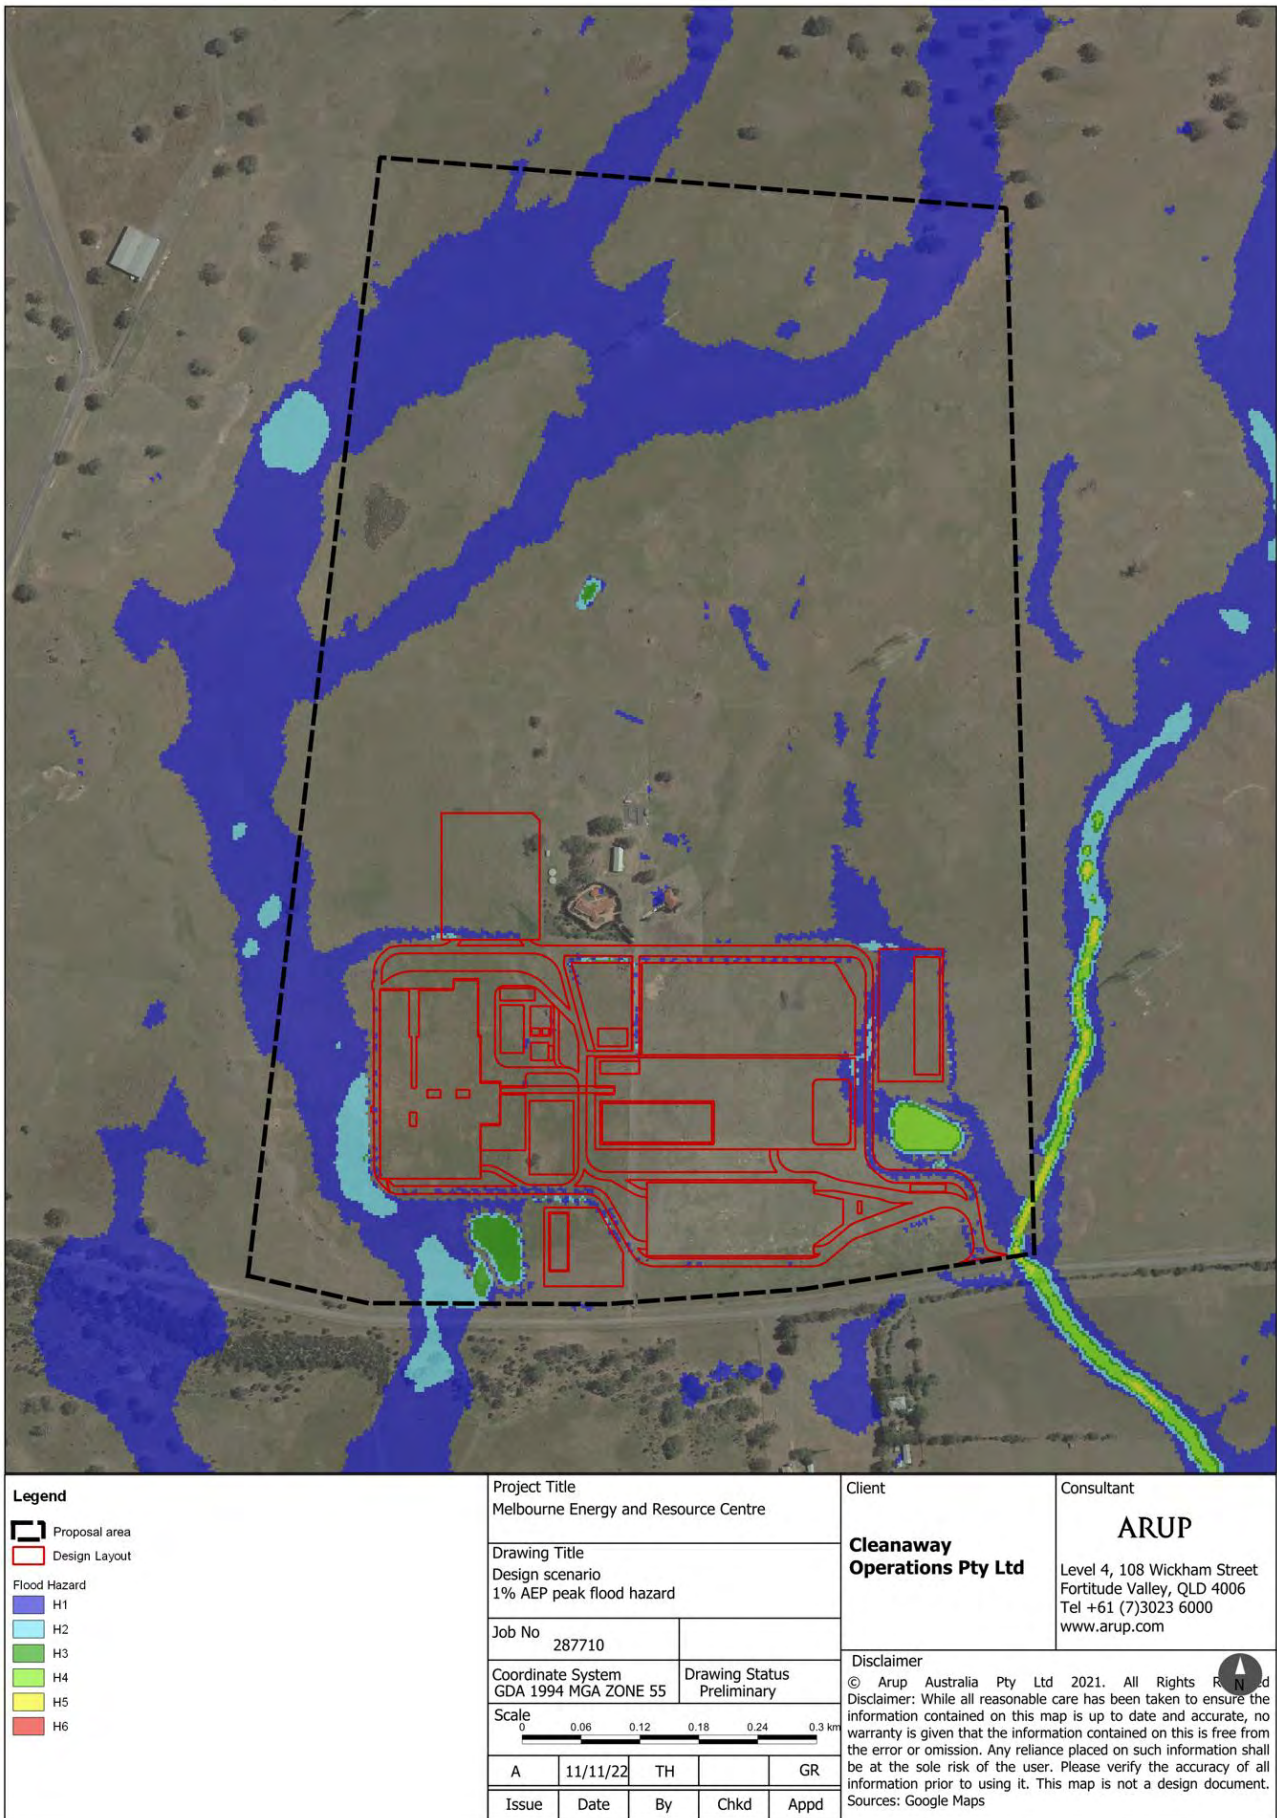 Legend
Proposal area
Design Layout
Flood Hazard
H1
H2
H3
H4
H5
H6
Project Title
Melbourne Energy and Resource Centre
Drawing Title
Design scenario
1% AEP peak flood hazard
Job No
287710
Coordinate System
GDA 1994 MGA ZONE 55
Drawing Status
Preliminary
Scale
0 0.06 0.12 0.18 0.24 0.3 km
A 11/11/22 TH GR
Issue Date By Chkd Appd
Client
Cleanaway
Operations Pty Ltd
Consultant
ARUP
Level 4, 108 Wickham Street
Fortitude Valley, QLD 4006
Tel +61 (7)3023 6000
www.arup.com
Disclaimer
N
© Arup Australia Pty Ltd 2021. All Rights
Disclaimer: While all reasonable care has been taken to ensure the
information contained on this map is up to date and accurate, no
warranty is given that the information contained on this is free from
the error or omission. Any reliance placed on such information shall
be at the sole risk of the user. Please verify the accuracy of all
information prior to using it. This map is not a design document.
Sources: Google Maps